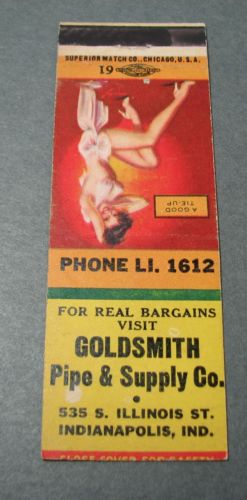 SUPERIOR MATCH CO., CHICAGO, U.S.A.
19
A GOOD
TIE-UP
PHONE LI. 1612
FOR REAL BARGAINS
VISIT
GOLDSMITH
Pipe & Supply Co.
•
535 S. ILLINOIS ST.
INDIANAPOLIS, IND.
CLOSE COVER FOR SAFETY